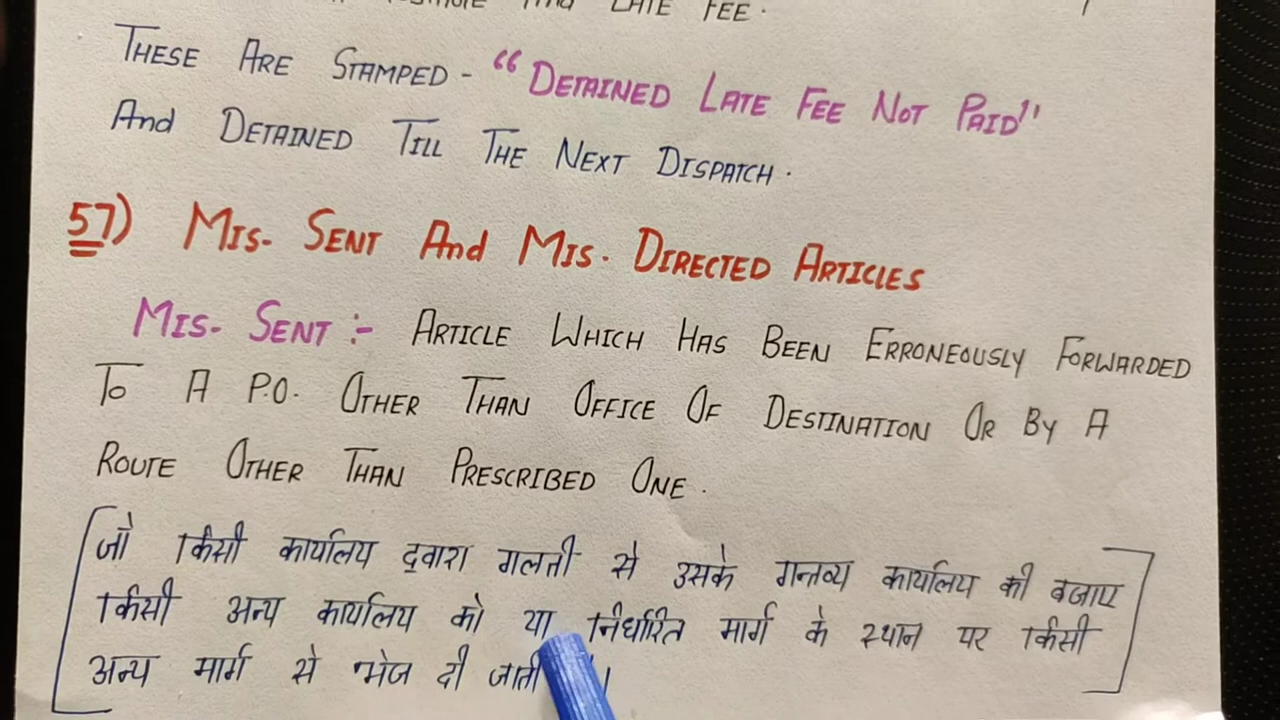 LATE FEE.
THESE ARE STAMPED - "DETAINED LATE FEE NOT PAID"
And DETAINED TILL THE NEXT DISPATCH.
57) MIS- SENT And MIS- DIRECTED ARTICLES
MIS- SENT :- ARTICLE WHICH HAS BEEN ERRONEOUSLY FORWARDED
TO A P.O. OTHER THAN OFFICE OF DESTINATION OR BY A
ROUTE OTHER THAN PRESCRIBED ONE.
[जो किसी कार्यालय द्वारा गलती से उसके गन्तव्य कार्यालय की बजाए
किसी अन्य कार्यालय को या निर्धारित मार्ग के स्थान पर किसी
अन्य मार्ग से भेज दी जाती ।]